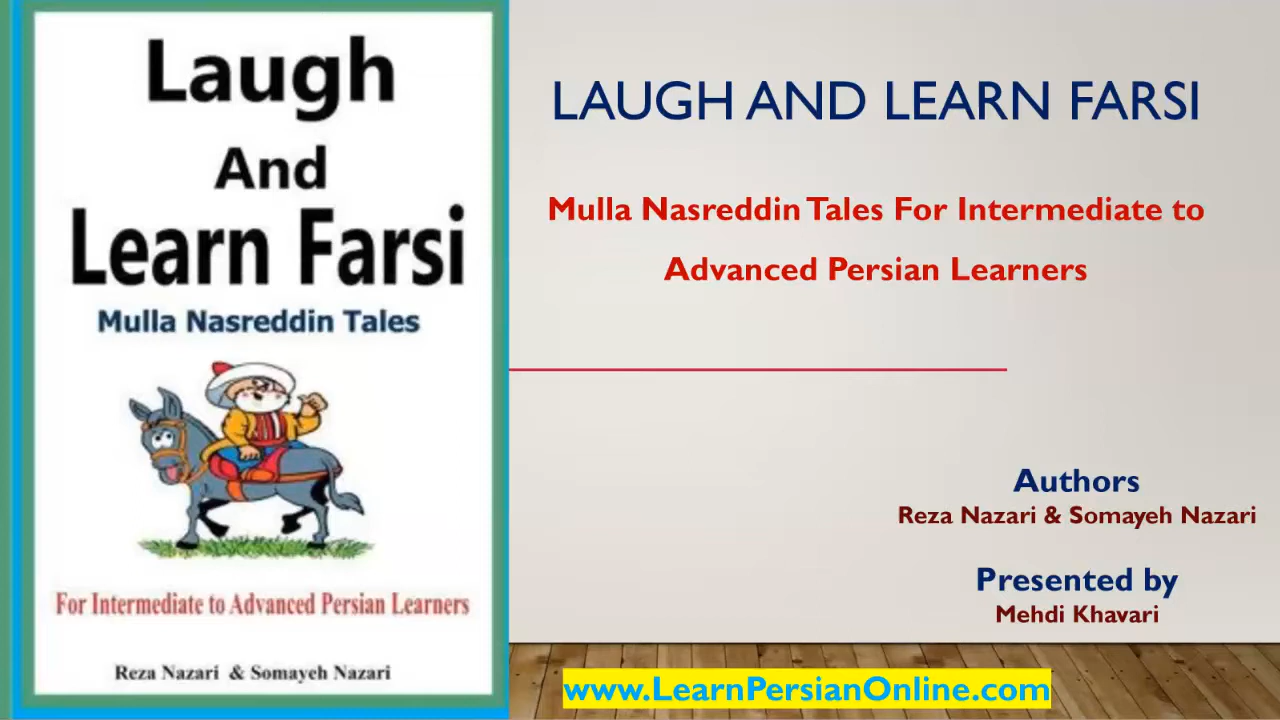 Laugh
And
Learn Farsi
Mulla Nasreddin Tales
For Intermediate to Advanced Persian Learners
Reza Nazari & Somayeh Nazari
LAUGH AND LEARN FARSI
Mulla Nasreddin Tales For Intermediate to
Advanced Persian Learners
Authors
Reza Nazari & Somayeh Nazari
Presented by
Mehdi Khavari
www.LearnPersianOnline.com